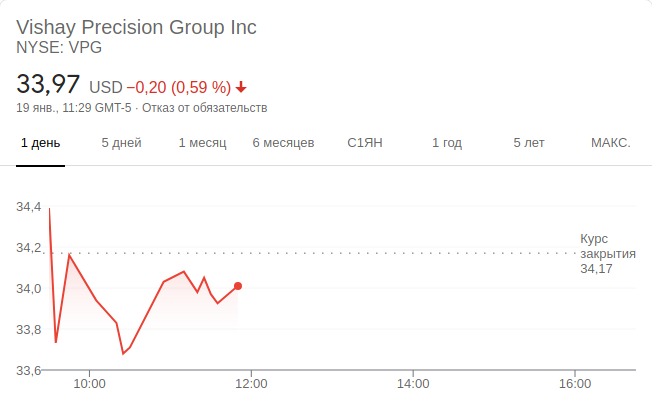 Vishay Precision Group Inc
NYSE: VPG
33,97 USD −0,20 (0,59 %)
19 янв., 11:29 GMT-5 · Отказ от обязательств
1 день 5 дней 1 месяц 6 месяцев С1ЯН 1 год 5 лет МАКС.
34,4
34,2
34,0
33,8
33,6
Курс
закрытия
34,17
10:00 12:00 14:00 16:00